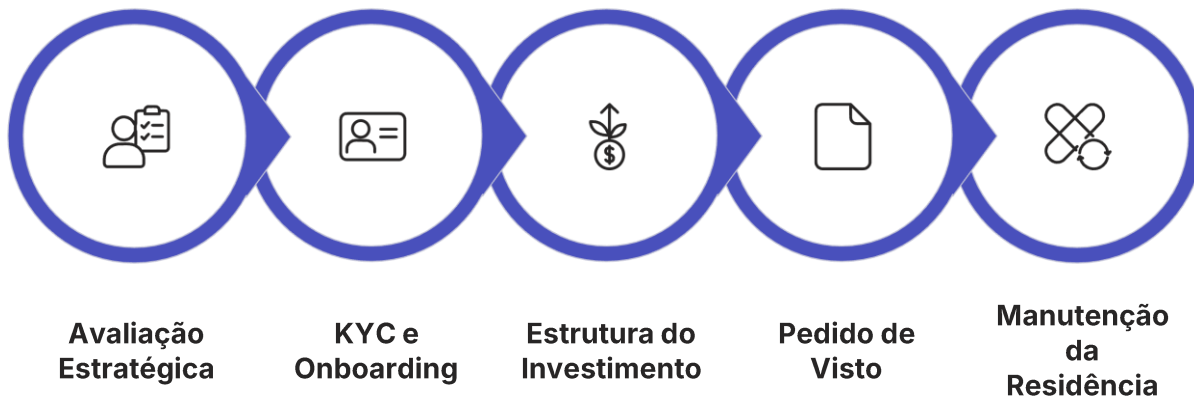 Avaliação
Estratégica
KYC e
Onboarding
Estrutura do
Investimento
Pedido de
Visto
Manutenção
da
Residência